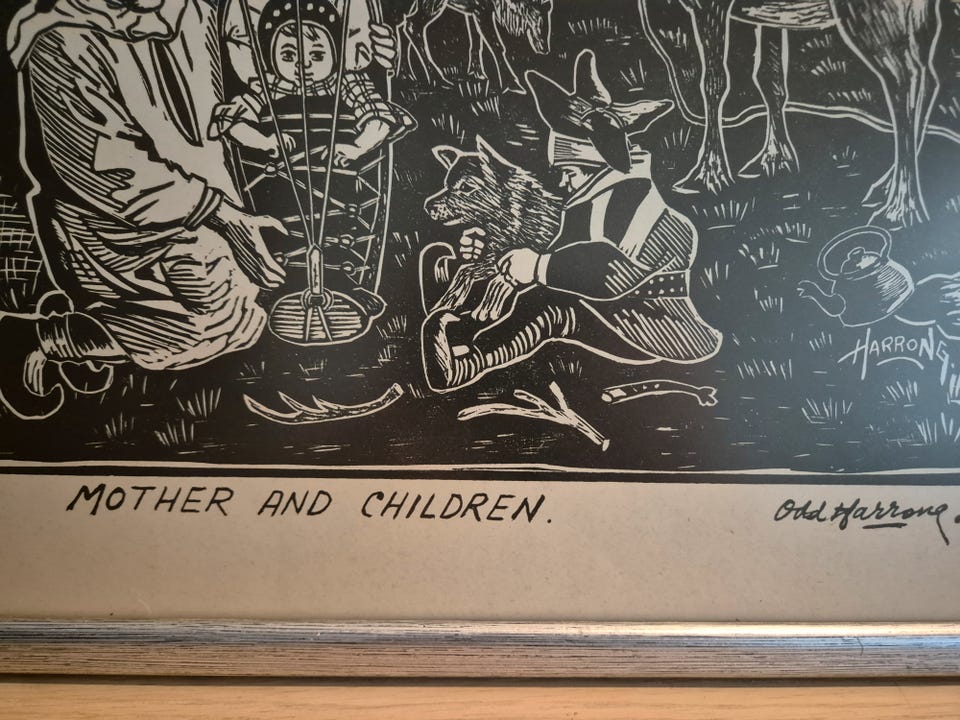 HARRONG
MOTHER AND CHILDREN.
Odd Harrong.